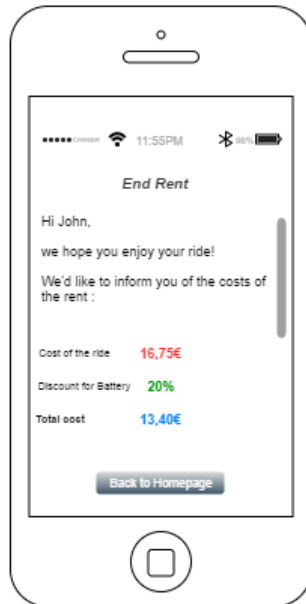 11:55PM 98%
End Rent
Hi John,
we hope you enjoy your ride!
We'd like to inform you of the costs of
the rent :
Cost of the ride 16,75€
Discount for Battery 20%
Total cost 13,40€
Back to Homepage